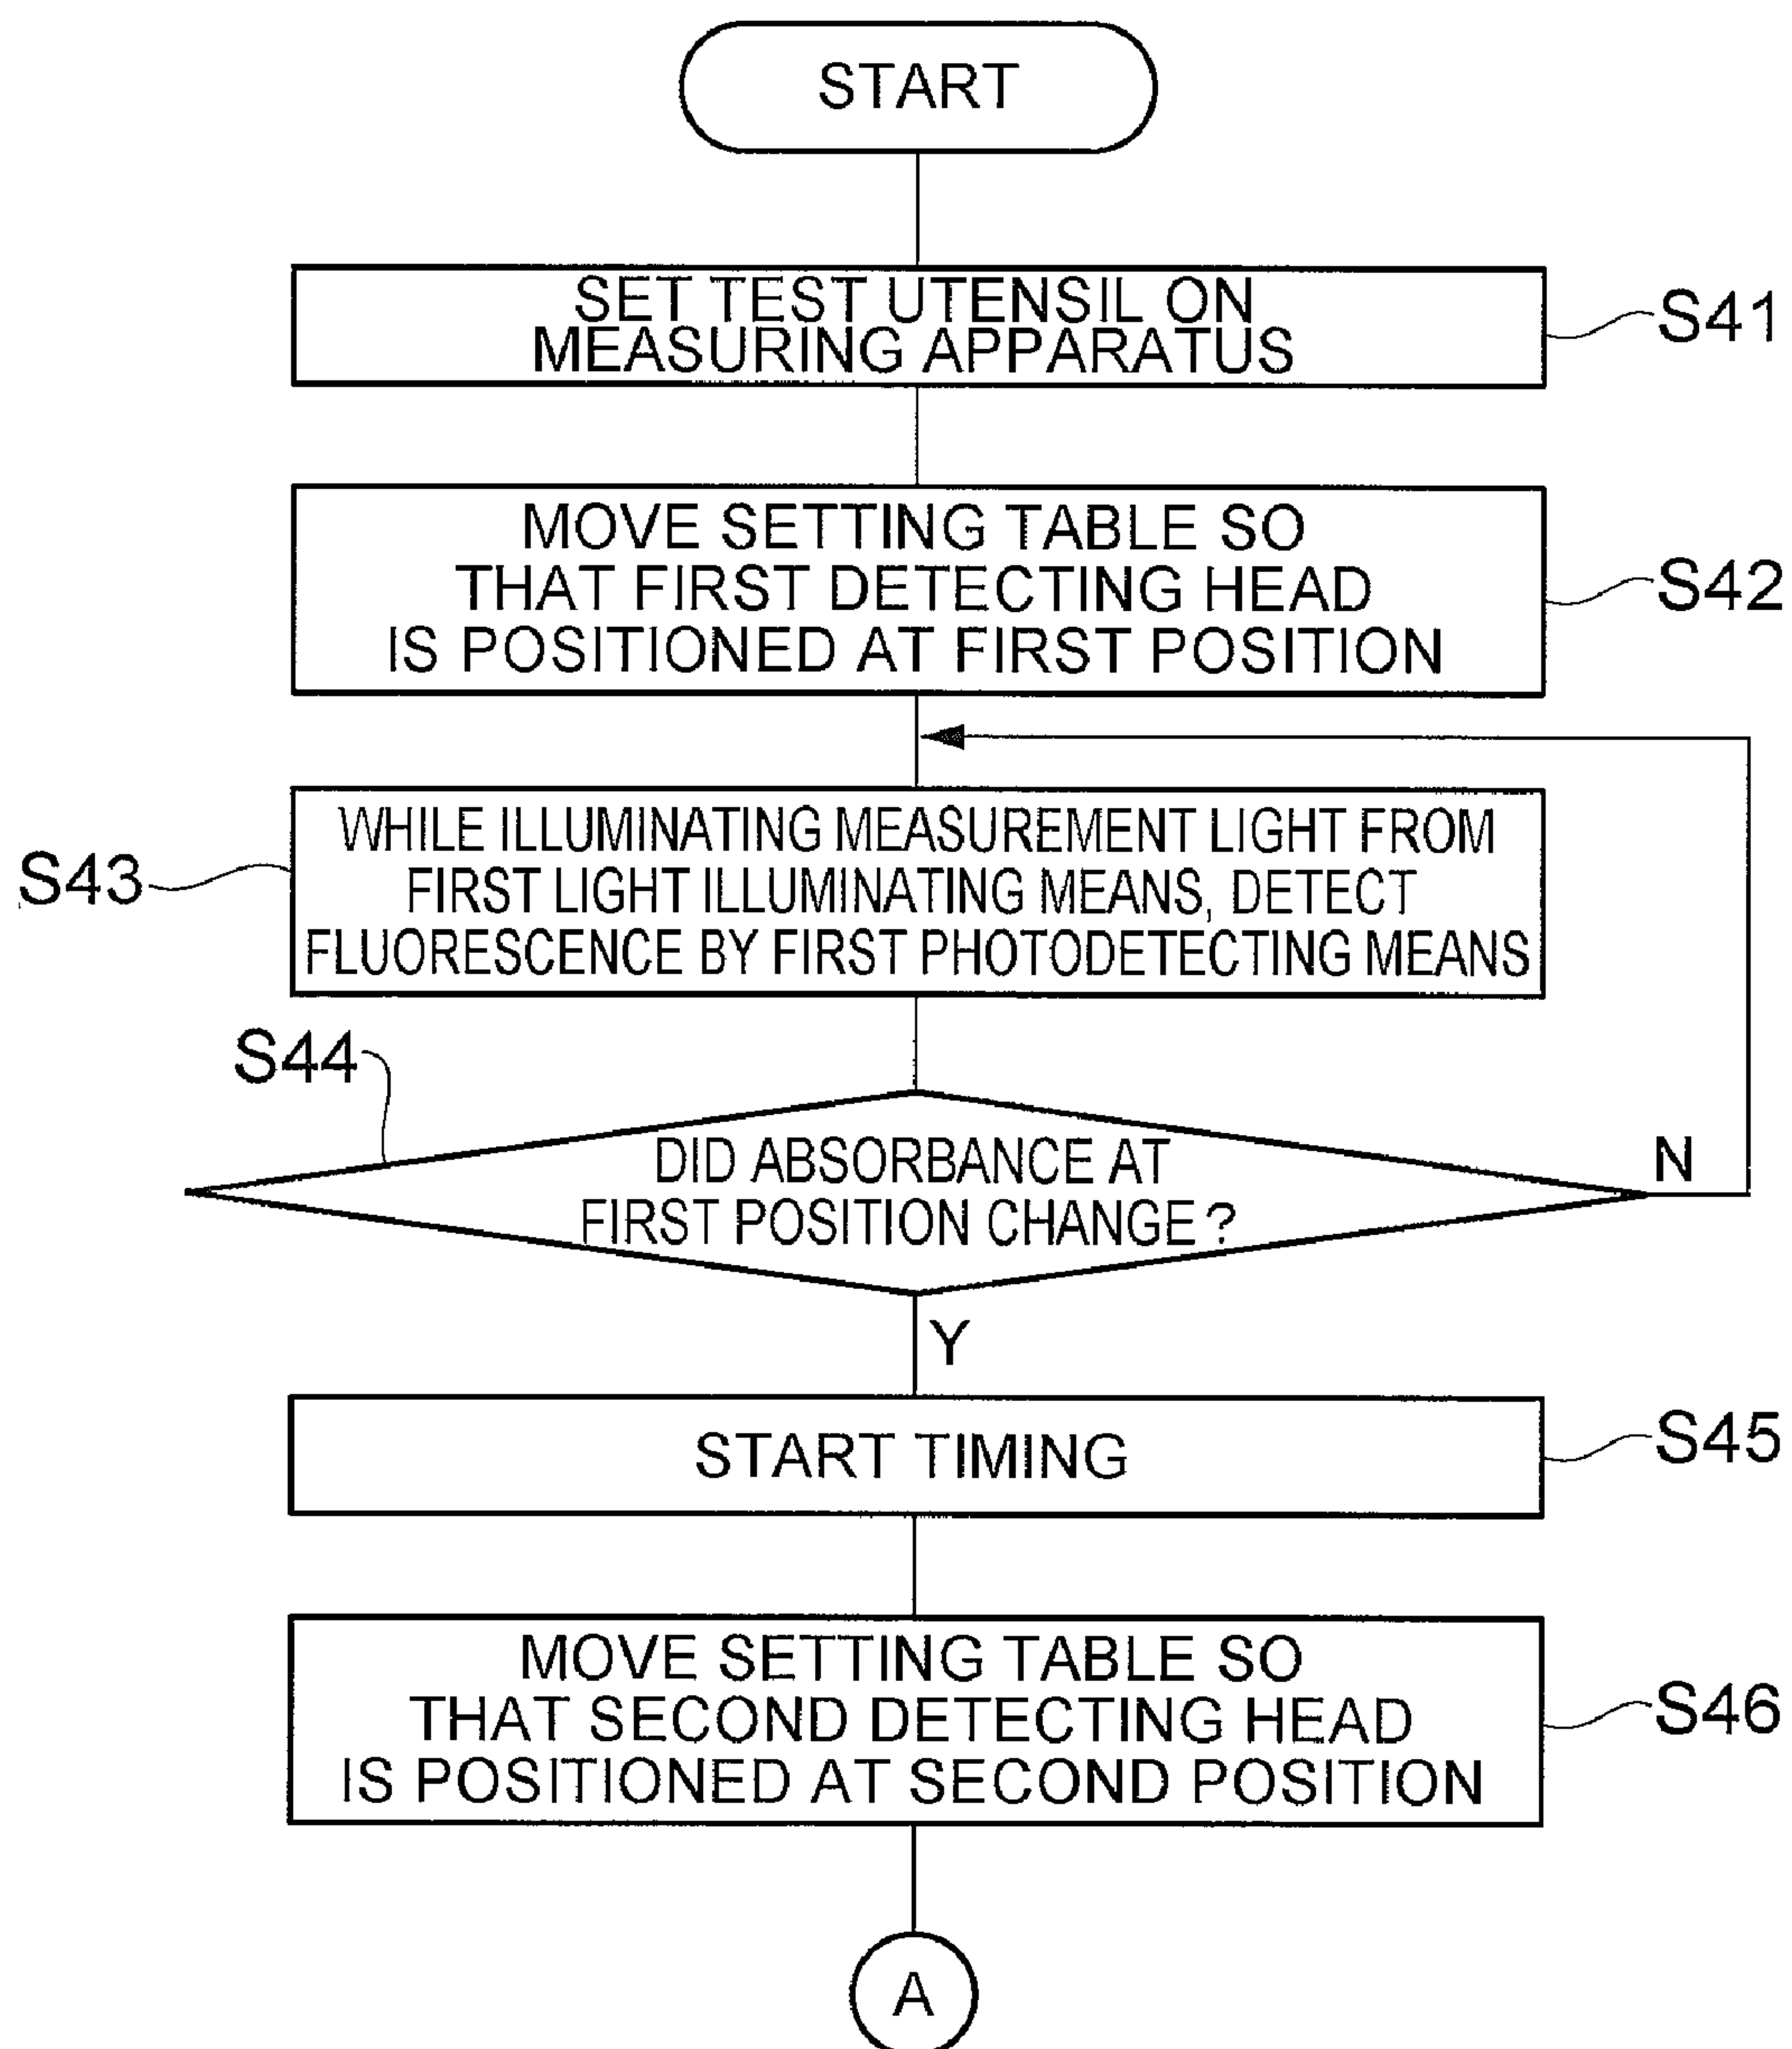 START
SET TEST UTENSIL ON
MEASURING APPARATUS
S41
MOVE SETTING TABLE SO
THAT FIRST DETECTING HEAD
IS POSITIONED AT FIRST POSITION
S42
WHILE ILLUMINATING MEASUREMENT LIGHT FROM
FIRST LIGHT ILLUMINATING MEANS, DETECT
FLUORESCENCE BY FIRST PHOTODETECTING MEANS
S43
S44
DID ABSORBANCE AT
FIRST POSITION CHANGE?
N
Y
START TIMING
S45
MOVE SETTING TABLE SO
THAT SECOND DETECTING HEAD
IS POSITIONED AT SECOND POSITION
S46
A